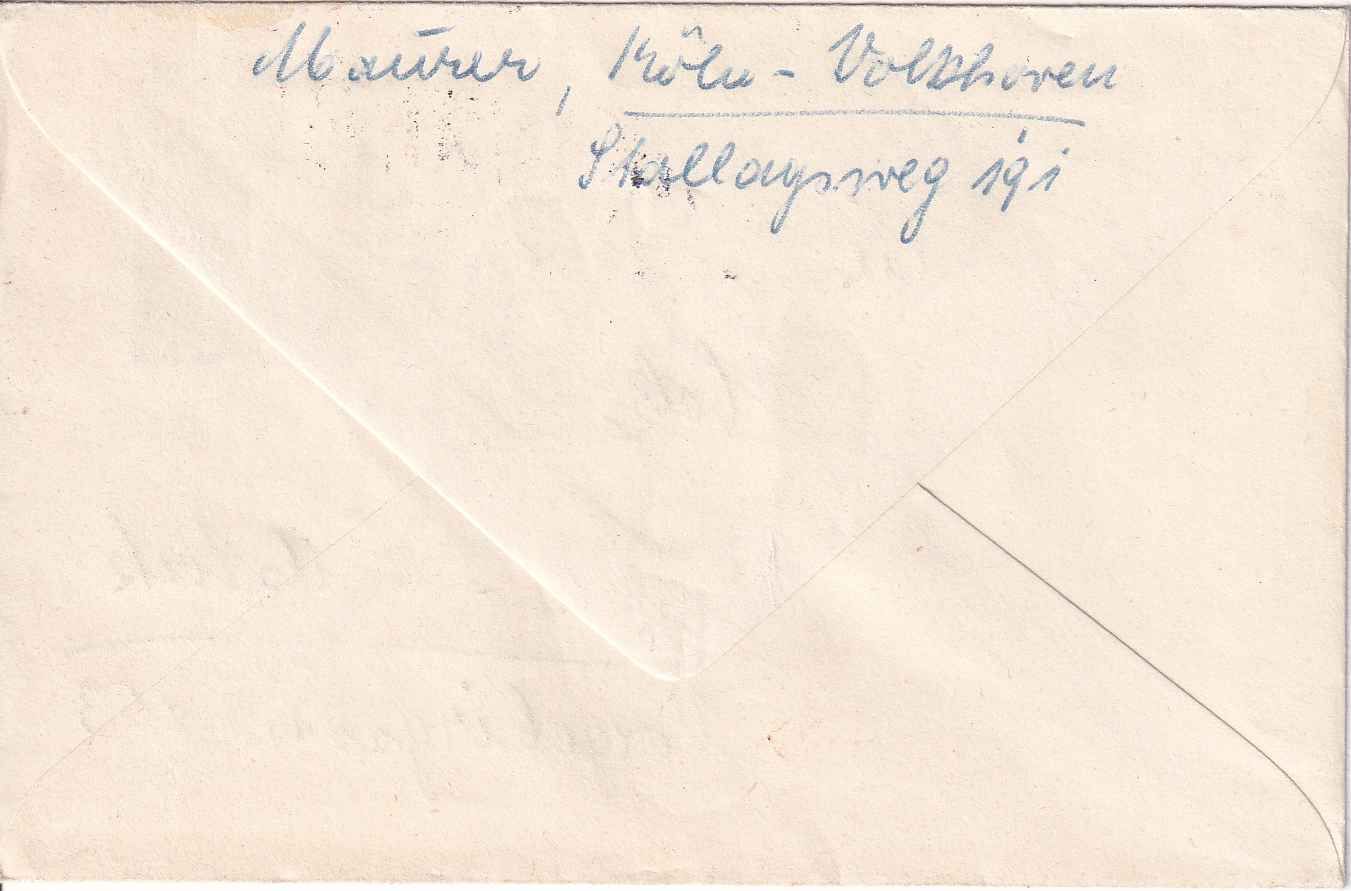 Maurer, Köln - Volkhoven
Stallagsweg 191